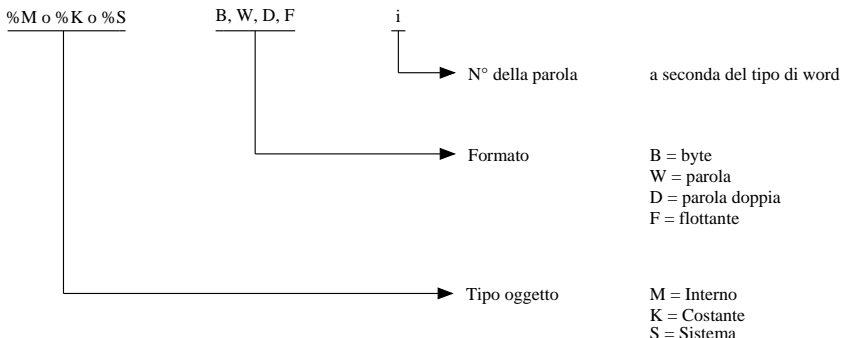 %M o %K o %S B, W, D, F i
N° della parola a seconda del tipo di word
Formato B = byte
W = parola
D = parola doppia
F = flottante
Tipo oggetto M = Interno
K = Costante
S = Sistema